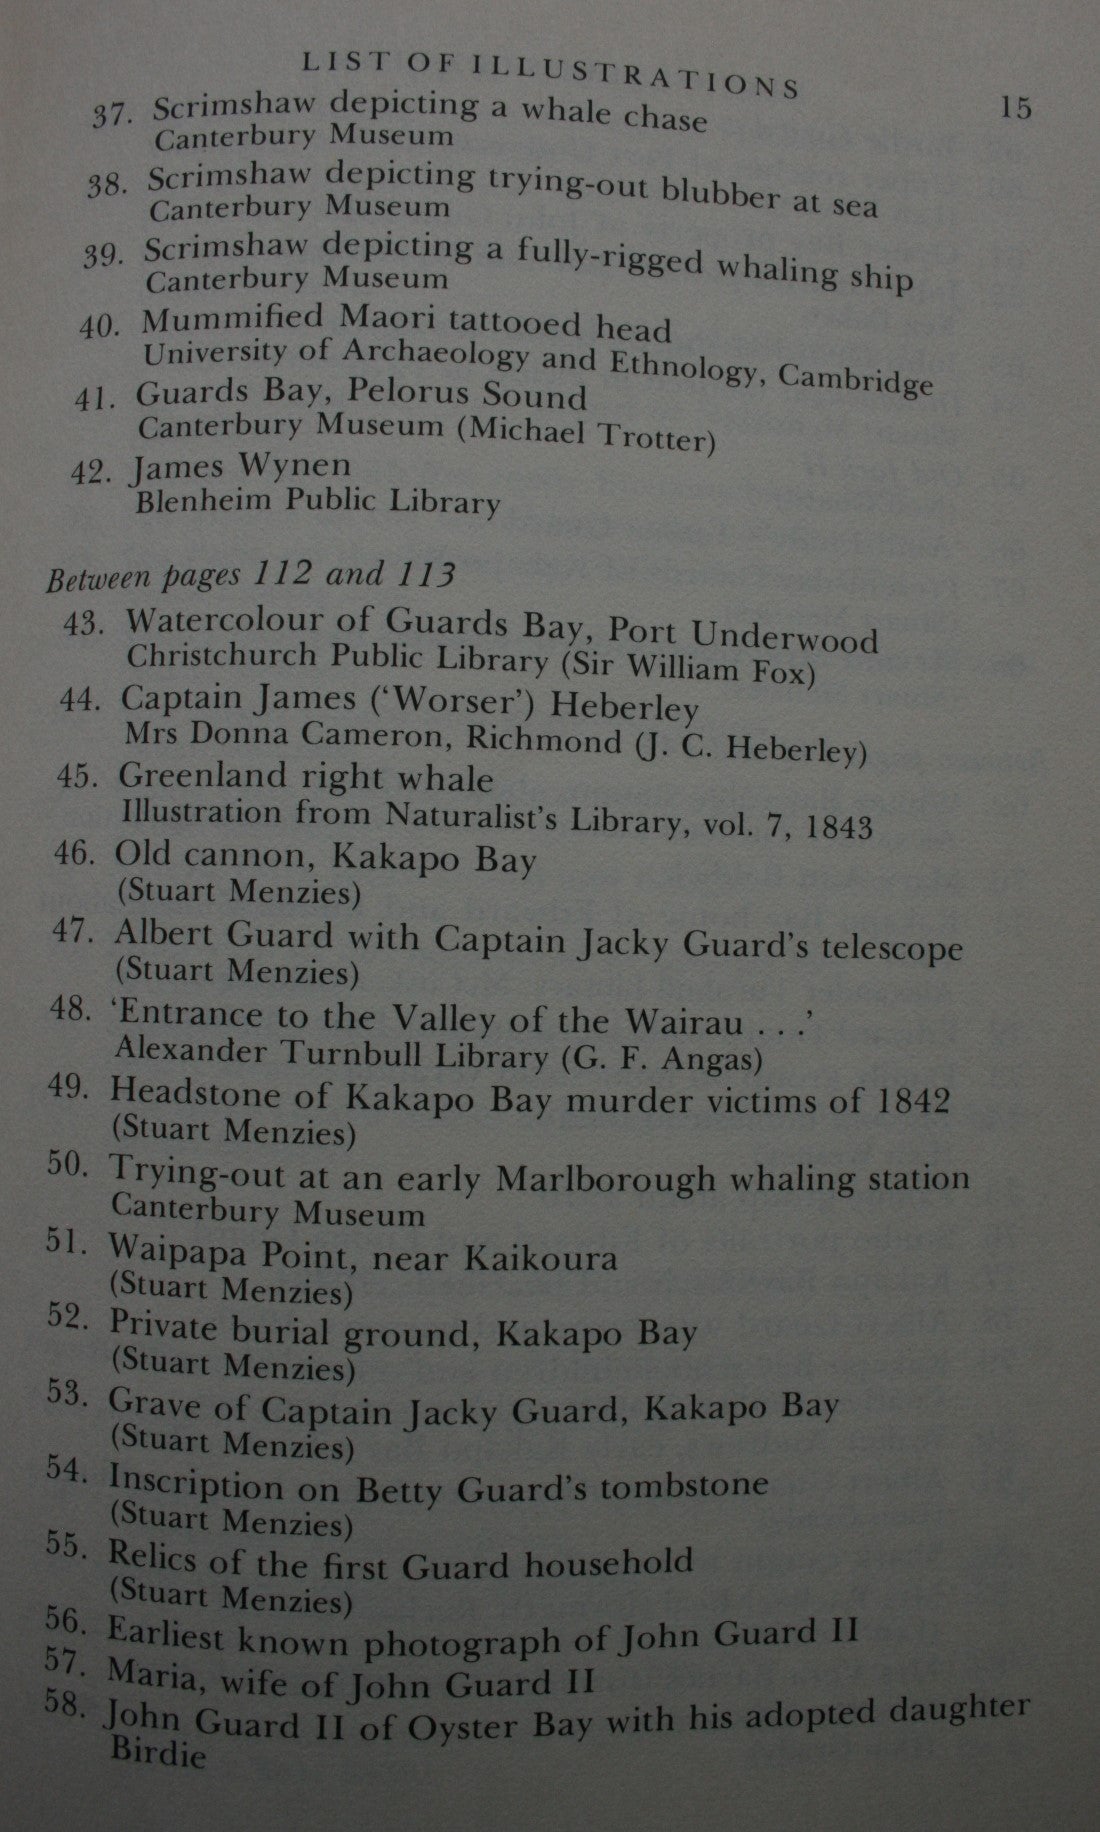 LIST OF ILLUSTRATIONS 15
37. Scrimshaw depicting a whale chase
Canterbury Museum
38. Scrimshaw depicting trying-out blubber at sea
Canterbury Museum
39. Scrimshaw depicting a fully-rigged whaling ship
Canterbury Museum
40. Mummified Maori tattooed head
University of Archaeology and Ethnology, Cambridge
41. Guards Bay, Pelorus Sound
Canterbury Museum (Michael Trotter)
42. James Wynen
Blenheim Public Library
Between pages 112 and 113
43. Watercolour of Guards Bay, Port Underwood
Christchurch Public Library (Sir William Fox)
44. Captain James (‘Worser’) Heberley
Mrs Donna Cameron, Richmond (J. C. Heberley)
45. Greenland right whale
Illustration from Naturalist’s Library, vol. 7, 1843
46. Old cannon, Kakapo Bay
(Stuart Menzies)
47. Albert Guard with Captain Jacky Guard’s telescope
(Stuart Menzies)
48. ‘Entrance to the Valley of the Wairau . . .’
Alexander Turnbull Library (G. F. Angas)
49. Headstone of Kakapo Bay murder victims of 1842
(Stuart Menzies)
50. Trying-out at an early Marlborough whaling station
Canterbury Museum
51. Waipapa Point, near Kaikoura
(Stuart Menzies)
52. Private burial ground, Kakapo Bay
(Stuart Menzies)
53. Grave of Captain Jacky Guard, Kakapo Bay
(Stuart Menzies)
54. Inscription on Betty Guard’s tombstone
(Stuart Menzies)
55. Relics of the first Guard household
(Stuart Menzies)
56. Earliest known photograph of John Guard II
57. Maria, wife of John Guard II
58. John Guard II of Oyster Bay with his adopted daughter
Birdie